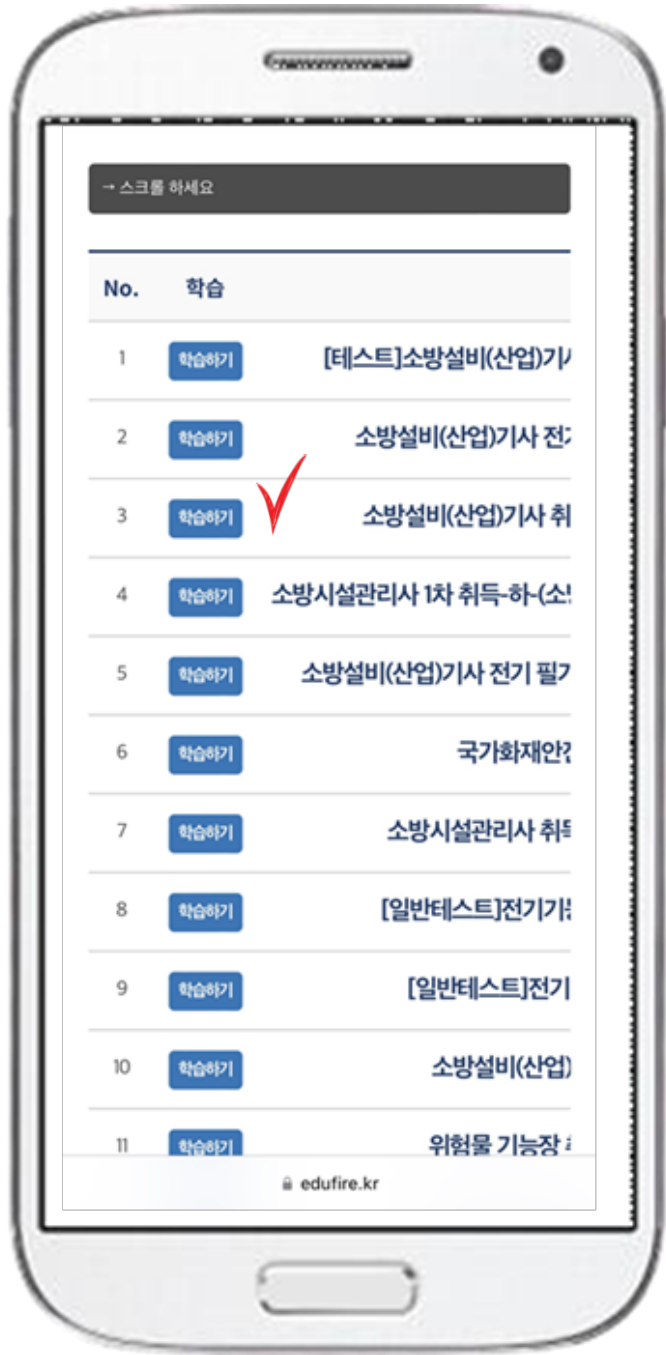 → 스크롤 하세요
No. 학습
1 학습하기 [테스트]소방설비(산업)기사
2 학습하기 소방설비(산업)기사 전기
3 학습하기 소방설비(산업)기사 취
4 학습하기 소방시설관리사 1차 취득-하-(소
5 학습하기 소방설비(산업)기사 전기 필기
6 학습하기 국가화재안전
7 학습하기 소방시설관리사 취득
8 학습하기 [일반테스트]전기기
9 학습하기 [일반테스트]전기
10 학습하기 소방설비(산업)
11 학습하기 위험물 기능장
edufire.kr